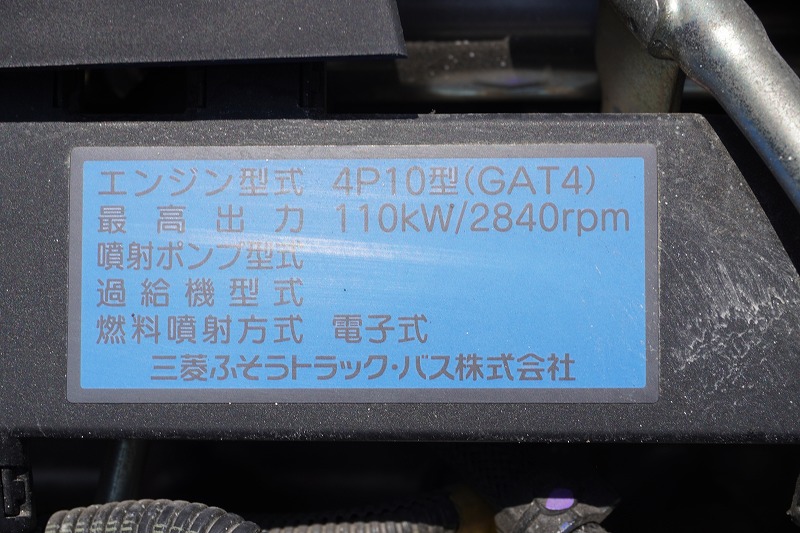 エンジン型式 4P10型(GAT4)
最高出力 110kW/2840rpm
噴射ポンプ型式
過給機型式
燃料噴射方式 電子式
三菱ふそうトラック・バス株式会社